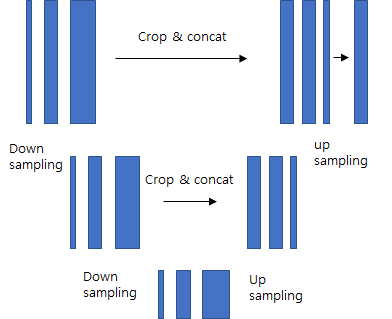 Crop & concat
Down
sampling
up
sampling
Crop & concat
Down
sampling
Up
sampling